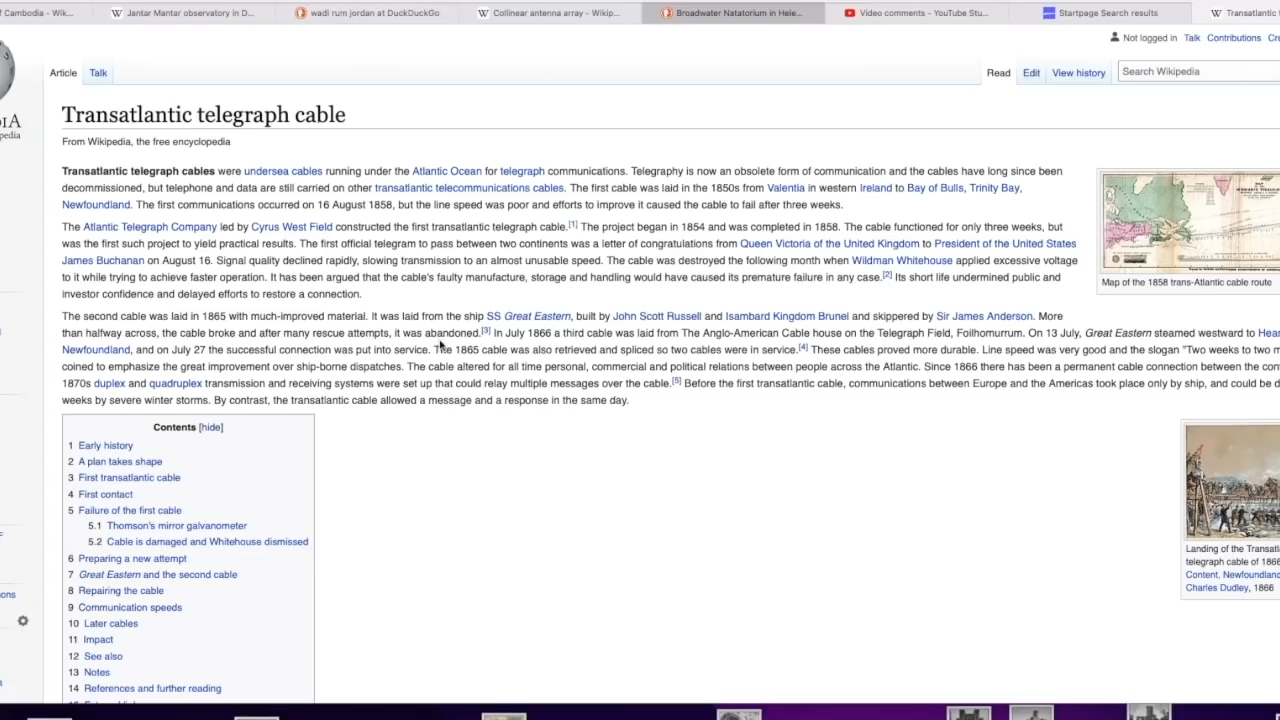 of Cambodia - Wik...
Jantar Mantar observatory in D...
wadi rum jordan at DuckDuckGo
Collinear antenna array - Wikip...
Broadwater Natatorium in Hele...
Video comments - YouTube Stu...
Startpage Search results
Transatlantic
Not logged in Talk Contributions Cre
Article Talk
Read Edit View history
Search Wikipedia
IA
pedia
Transatlantic telegraph cable
From Wikipedia, the free encyclopedia
Transatlantic telegraph cables were undersea cables running under the Atlantic Ocean for telegraph communications. Telegraphy is now an obsolete form of communication and the cables have long since been
decommissioned, but telephone and data are still carried on other transatlantic telecommunications cables. The first cable was laid in the 1850s from Valentia in western Ireland to Bay of Bulls, Trinity Bay,
Newfoundland. The first communications occurred on 16 August 1858, but the line speed was poor and efforts to improve it caused the cable to fail after three weeks.
The Atlantic Telegraph Company led by Cyrus West Field constructed the first transatlantic telegraph cable.[1] The project began in 1854 and was completed in 1858. The cable functioned for only three weeks, but
was the first such project to yield practical results. The first official telegram to pass between two continents was a letter of congratulations from Queen Victoria of the United Kingdom to President of the United States
James Buchanan on August 16. Signal quality declined rapidly, slowing transmission to an almost unusable speed. The cable was destroyed the following month when Wildman Whitehouse applied excessive voltage
to it while trying to achieve faster operation. It has been argued that the cable's faulty manufacture, storage and handling would have caused its premature failure in any case.[2] Its short life undermined public and
investor confidence and delayed efforts to restore a connection.
Map of the 1858 trans-Atlantic cable route
The second cable was laid in 1865 with much-improved material. It was laid from the ship SS Great Eastern, built by John Scott Russell and Isambard Kingdom Brunel and skippered by Sir James Anderson. More
than halfway across, the cable broke and after many rescue attempts, it was abandoned.[3] In July 1866 a third cable was laid from The Anglo-American Cable house on the Telegraph Field, Foilhomurrum. On 13 July, Great Eastern steamed westward to Hear
Newfoundland, and on July 27 the successful connection was put into service. The 1865 cable was also retrieved and spliced so two cables were in service.[4] These cables proved more durable. Line speed was very good and the slogan "Two weeks to two m
coined to emphasize the great improvement over ship-borne dispatches. The cable altered for all time personal, commercial and political relations between people across the Atlantic. Since 1866 there has been a permanent cable connection between the con
1870s duplex and quadruplex transmission and receiving systems were set up that could relay multiple messages over the cable.[5] Before the first transatlantic cable, communications between Europe and the Americas took place only by ship, and could be d
weeks by severe winter storms. By contrast, the transatlantic cable allowed a message and a response in the same day.
Contents [hide]
1 Early history
2 A plan takes shape
3 First transatlantic cable
4 First contact
5 Failure of the first cable
5.1 Thomson's mirror galvanometer
5.2 Cable is damaged and Whitehouse dismissed
6 Preparing a new attempt
7 Great Eastern and the second cable
8 Repairing the cable
9 Communication speeds
10 Later cables
11 Impact
12 See also
13 Notes
14 References and further reading
Landing of the Transatl
telegraph cable of 1866
Content, Newfoundland
Charles Dudley, 1866
ons